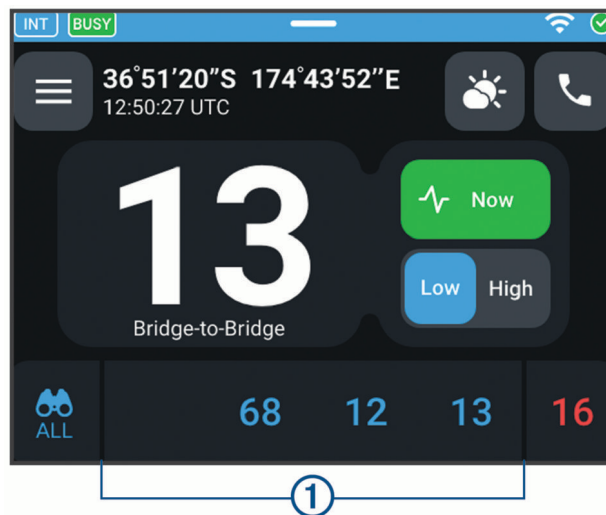 INT BUSY
36°51'20"S 174°43'52"E
12:50:27 UTC
13
Now
Low High
Bridge-to-Bridge
ALL 68 12 13 16
1